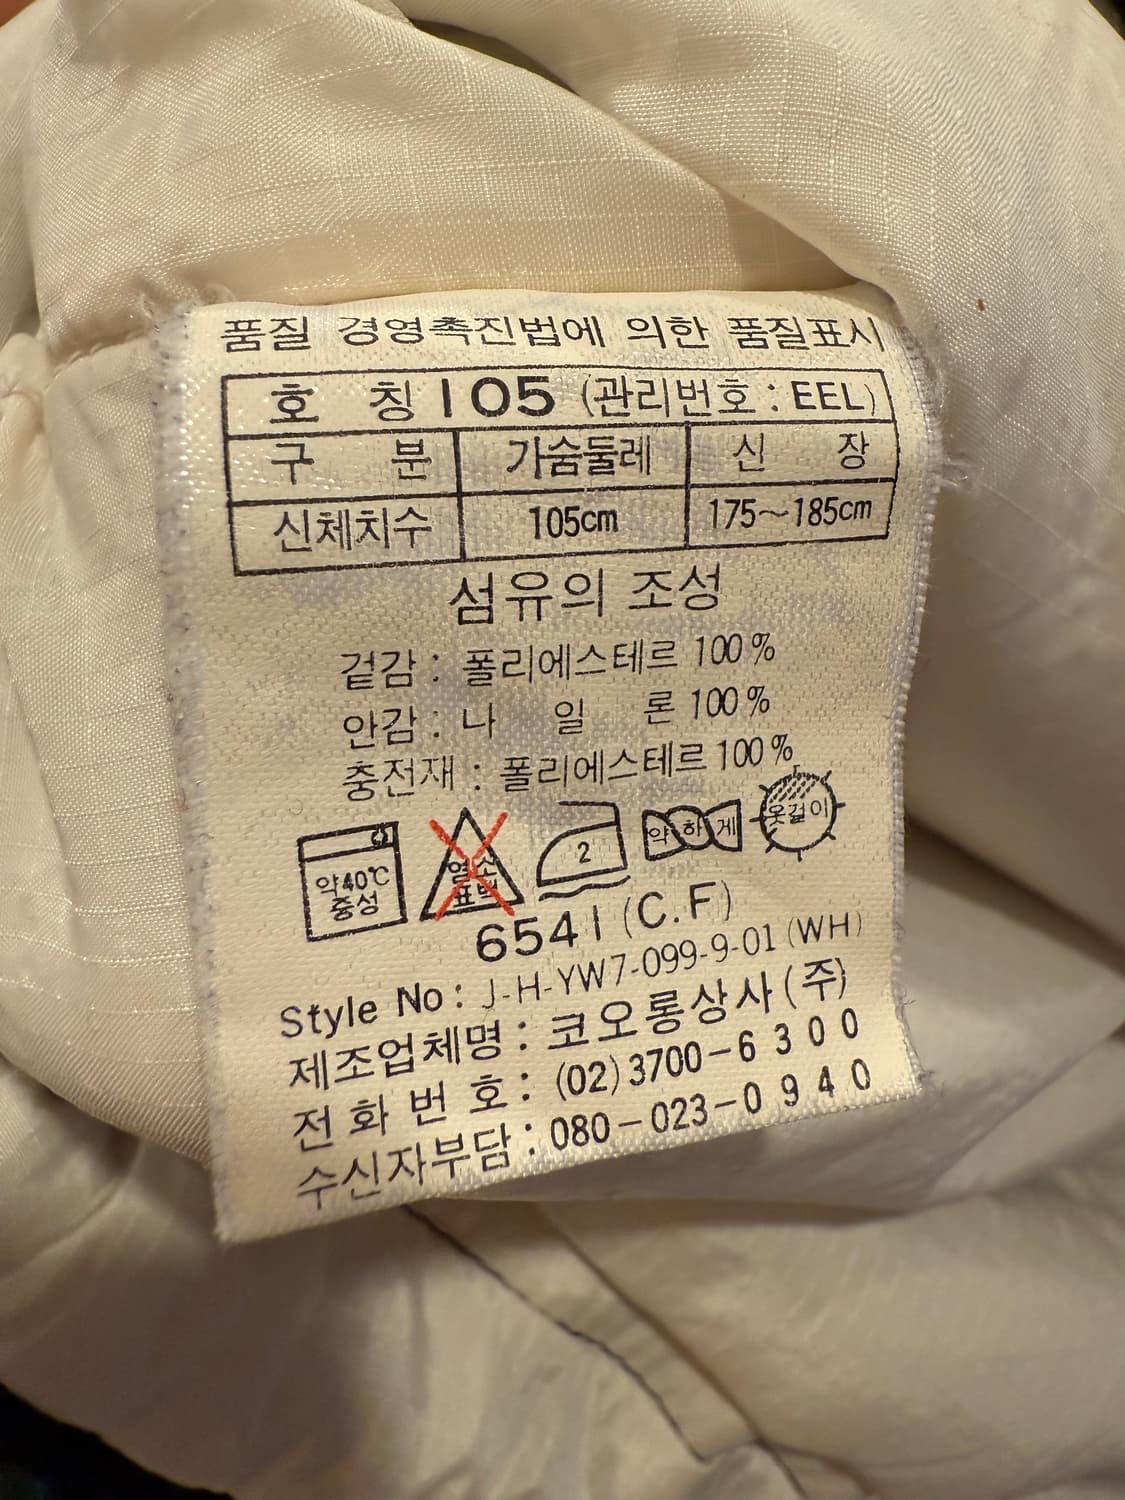 품질 경영촉진법에 의한 품질표시
호 칭 105 (관리번호 : EEL)
구 분 가슴둘레 신 장
신체치수 105cm 175~185cm
섬유의 조성
겉감 : 폴리에스테르 100%
안감 : 나 일 론 100%
충전재 : 폴리에스테르 100%
약40℃ 중성
염소 표백
2
약하게
옷걸이
6541 (C.F)
Style No : J-H-YW7-099-9-01 (WH)
제조업체명 : 코오롱상사(주)
전 화 번 호 : (02)3700-6300
수신자부담 : 080-023-0940